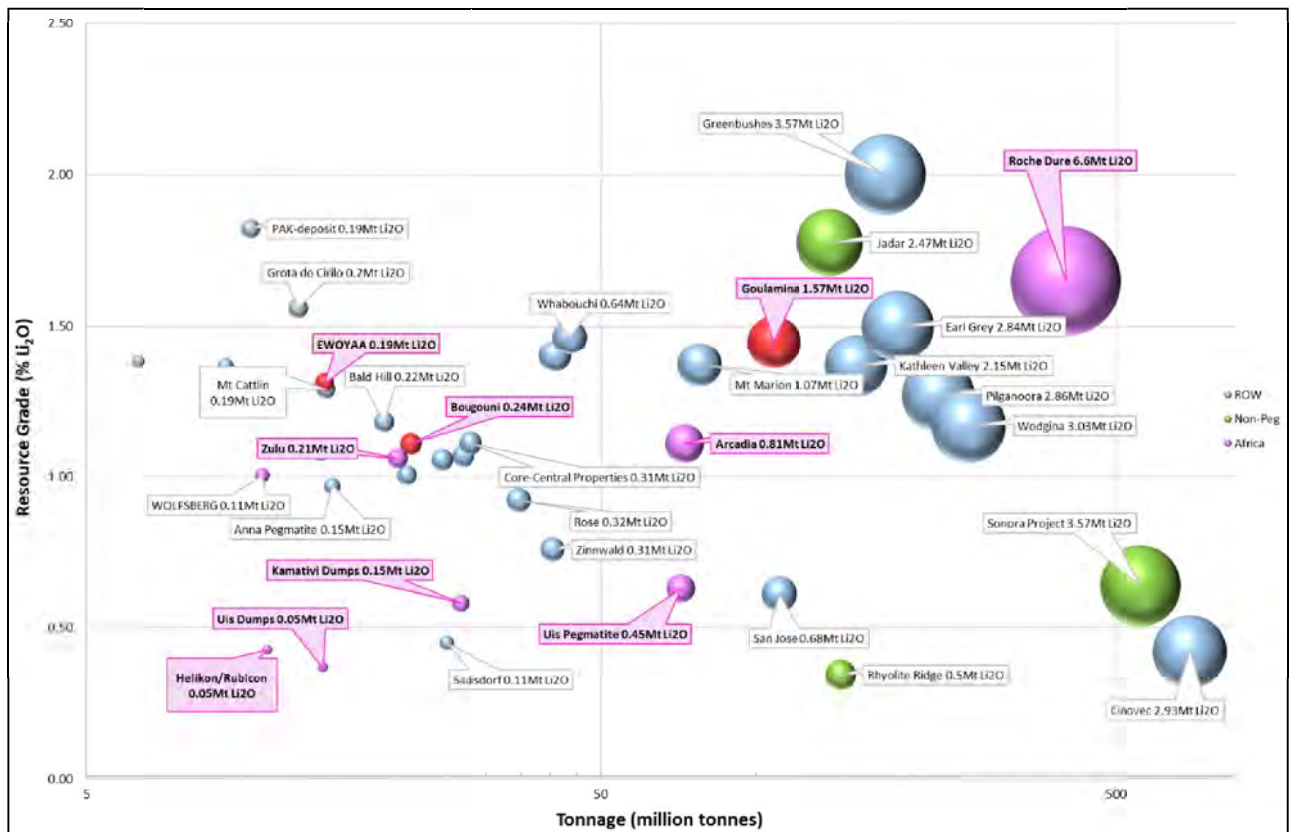 2.50
2.00
1.50
1.00
0.50
0.00
Resource Grade (% Li2O)
Greenbushes 3.57Mt Li2O
Roche Dure 6.6Mt Li2O
PAK-deposit 0.19Mt Li2O
Jadar 2.47Mt Li2O
Grota do Cirilo 0.2Mt Li2O
Goulamina 1.57Mt Li2O
Whabouchi 0.64Mt Li2O
Earl Grey 2.84Mt Li2O
EWOYAA 0.19Mt Li2O
Bald Hill 0.22Mt Li2O
Kathleen Valley 2.15Mt Li2O
Mt Cattlin
0.19Mt Li2O
Mt Marion 1.07Mt Li2O
Pilganoora 2.86Mt Li2O
Bougouni 0.24Mt Li2O
Wodgina 3.03Mt Li2O
Zulu 0.21Mt Li2O
Arcadia 0.81Mt Li2O
WOLFSBERG 0.11Mt Li2O
Core-Central Properties 0.31Mt Li2O
Anna Pegmatite 0.15Mt Li2O
Rose 0.32Mt Li2O
Sonora Project 3.57Mt Li2O
Zinnwald 0.31Mt Li2O
Kamativi Dumps 0.15Mt Li2O
Uis Dumps 0.05Mt Li2O
Uis Pegmatite 0.45Mt Li2O
San Jose 0.68Mt Li2O
Helikon/Rubicon
0.05Mt Li2O
Sadisdorf 0.11Mt Li2O
Rhyolite Ridge 0.5Mt Li2O
Cinovec 2.93Mt Li2O
ROW
Non-Peg
Africa
5
50
500
Tonnage (million tonnes)